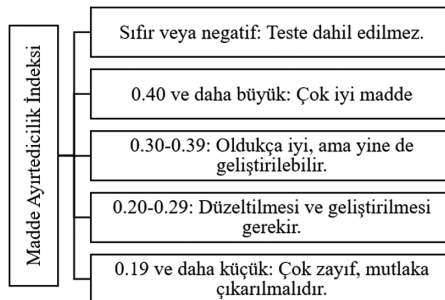 Madde Ayırtedicilik İndeksi
Sıfır veya negatif: Teste dahil edilmez.
0.40 ve daha büyük: Çok iyi madde
0.30-0.39: Oldukça iyi, ama yine de
geliştirilebilir.
0.20-0.29: Düzeltilmesi ve geliştirilmesi
gerekir.
0.19 ve daha küçük: Çok zayıf, mutlaka
çıkarılmalıdır.